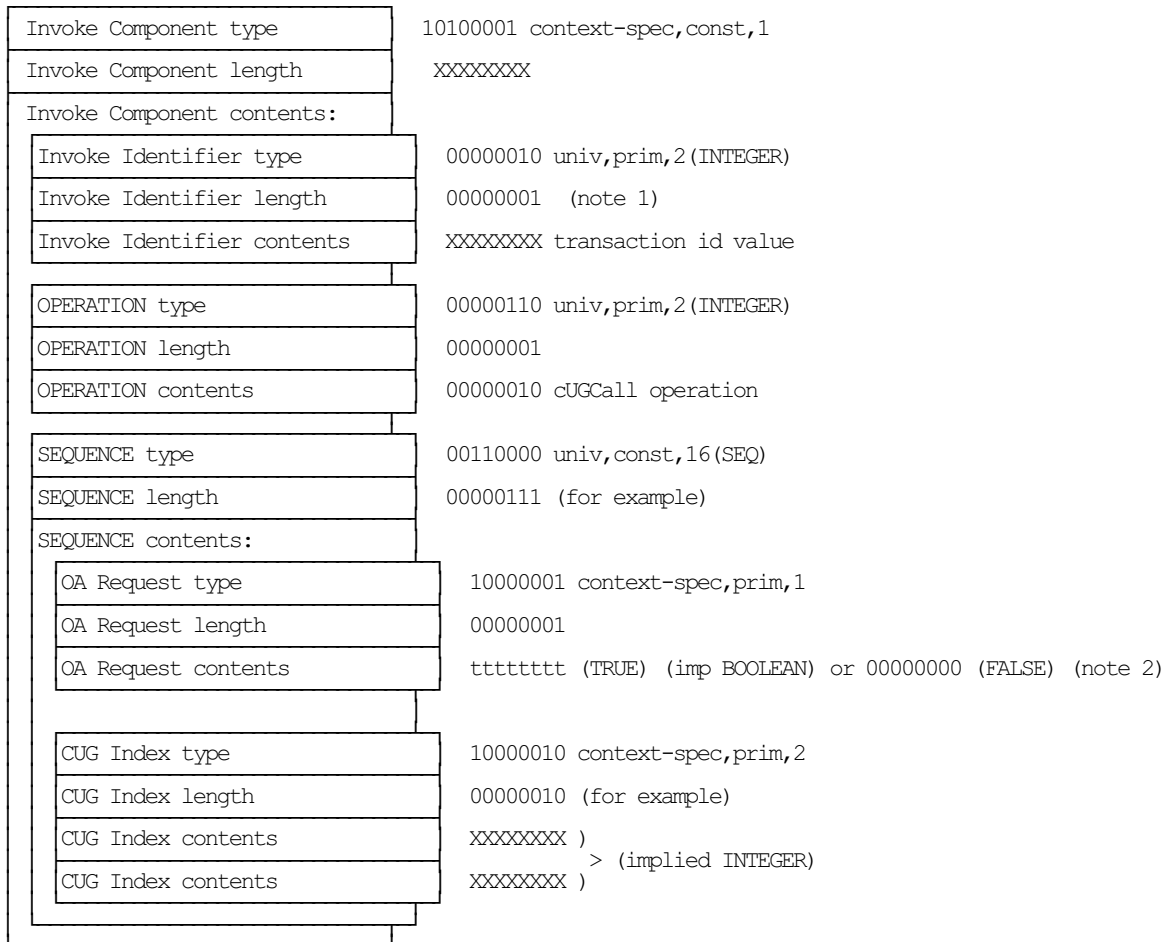 Invoke Component type 10100001 context-spec,const,1
Invoke Component length XXXXXXXX
Invoke Component contents:
Invoke Identifier type 00000010 univ,prim,2(INTEGER)
Invoke Identifier length 00000001 (note 1)
Invoke Identifier contents XXXXXXXX transaction id value
OPERATION type 00000110 univ,prim,2(INTEGER)
OPERATION length 00000001
OPERATION contents 00000010 cUGCall operation
SEQUENCE type 00110000 univ,const,16(SEQ)
SEQUENCE length 00000111 (for example)
SEQUENCE contents:
OA Request type 10000001 context-spec,prim,1
OA Request length 00000001
OA Request contents tttttttt (TRUE) (imp BOOLEAN) or 00000000 (FALSE) (note 2)
CUG Index type 10000010 context-spec,prim,2
CUG Index length 00000010 (for example)
CUG Index contents XXXXXXXX )
> (implied INTEGER)
CUG Index contents XXXXXXXX )